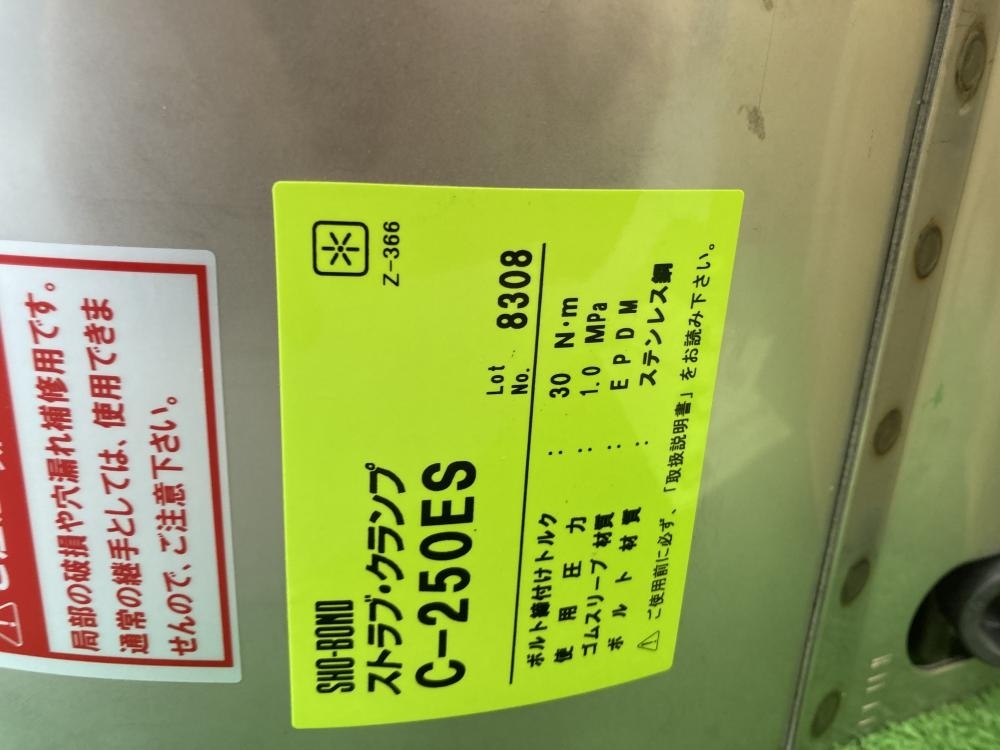 局部の破損や穴漏れ補修用です。
通常の継手としては、使用できま
せんので、ご注意下さい。
Z-366
SHO-BOND
ストラブ・クランプ
C-250ES
Lot
No. 8308
ボルト締付けトルク : 30 N・m
使用圧力 : 1.0 MPa
ゴムスリーブ材質 : EPDM
ボルト材質 : ステンレス鋼
⚠ご使用前に必ず、「取扱説明書」をお読み下さい。